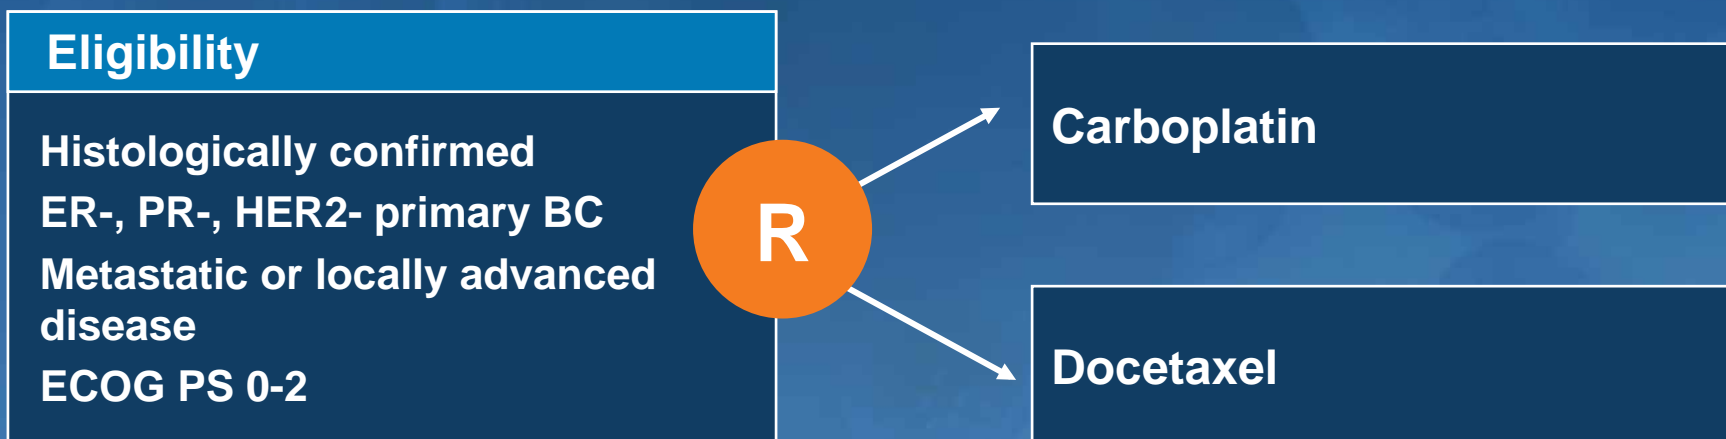 Eligibility
Histologically confirmed
ER-, PR-, HER2- primary BC
Metastatic or locally advanced
disease
ECOG PS 0-2
R
Carboplatin
Docetaxel